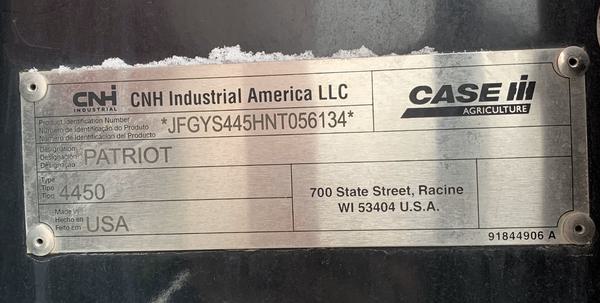 CNH
INDUSTRIAL
CNH Industrial America LLC
CASE IH
AGRICULTURE
Product Identification Number
Número de Identificação do Produto
Número de Identificacion del Producto
*JFGYS445HNT056134*
Designation
Designación
Designação
PATRIOT
Type
Tipo
Tipo
4450
Made in
Hecho en
Feito Em
USA
700 State Street, Racine
WI 53404 U.S.A.
91844906 A